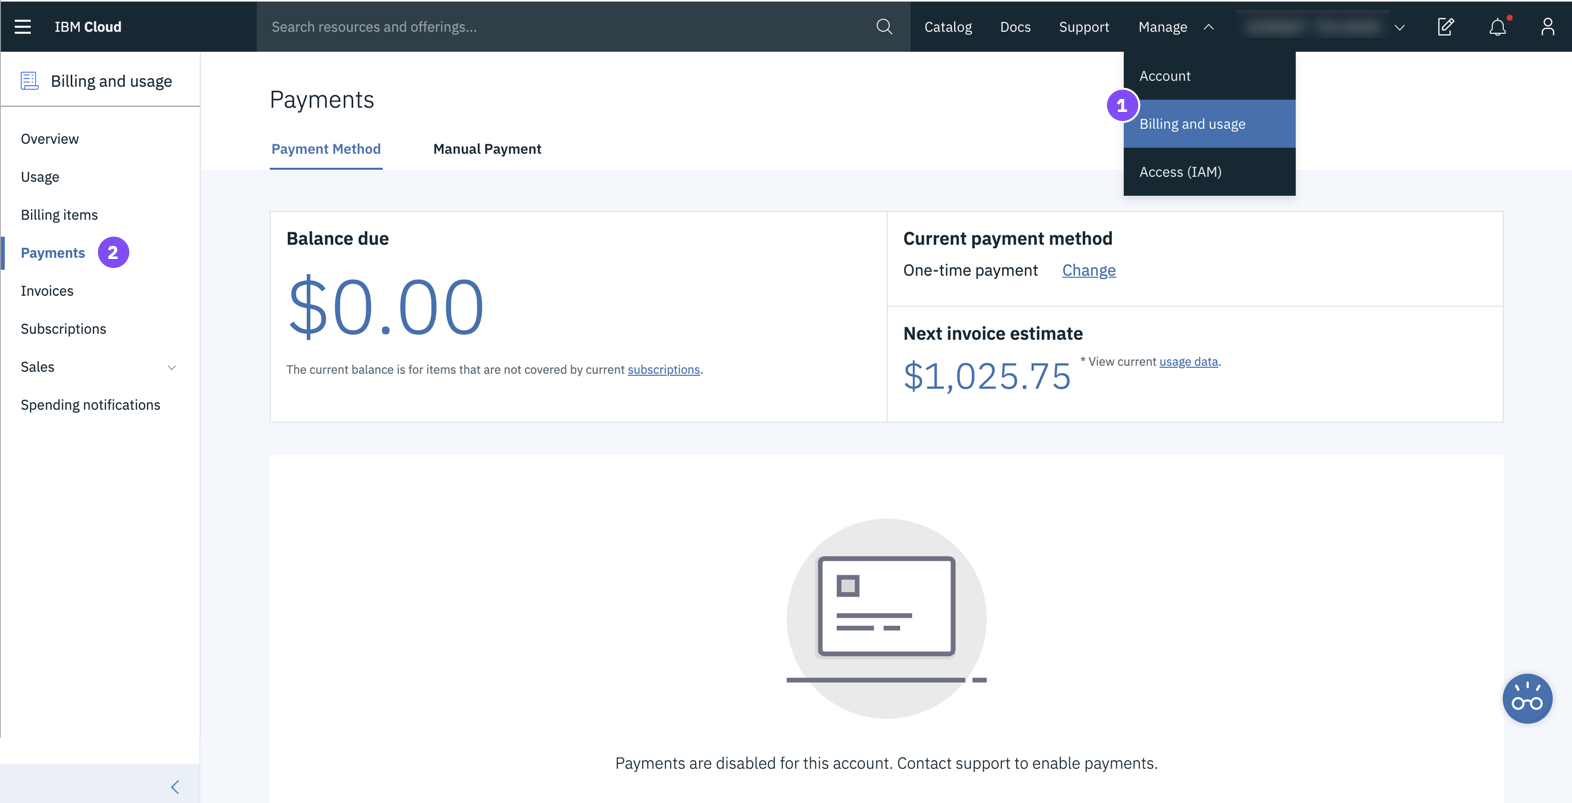 IBM Cloud
Search resources and offerings...
Catalog
Docs
Support
Manage
Account
1
Billing and usage
Access (IAM)
Billing and usage
Overview
Usage
Billing items
Payments 2
Invoices
Subscriptions
Sales
Spending notifications
Payments
Payment Method
Manual Payment
Balance due
$0.00
The current balance is for items that are not covered by current subscriptions.
Current payment method
One-time payment Change
Next invoice estimate
$1,025.75 * View current usage data.
Payments are disabled for this account. Contact support to enable payments.